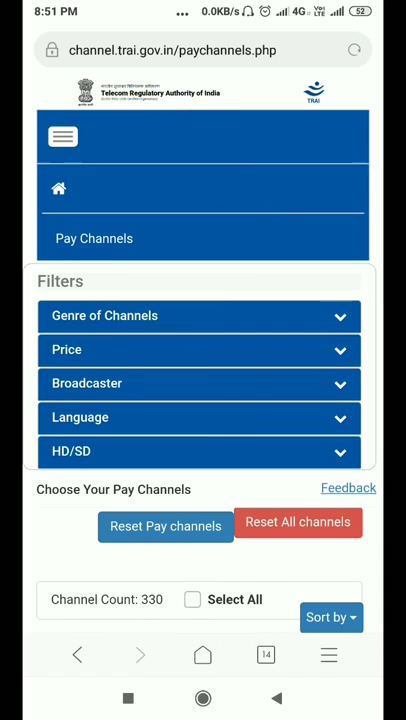 8:51 PM
0.0KB/s
4G
VoLTE
52
channel.trai.gov.in/paychannels.php
Telecom Regulatory Authority of India
TRAI
Pay Channels
Filters
Genre of Channels
Price
Broadcaster
Language
HD/SD
Choose Your Pay Channels
Feedback
Reset Pay channels
Reset All channels
Channel Count: 330
Select All
Sort by
14